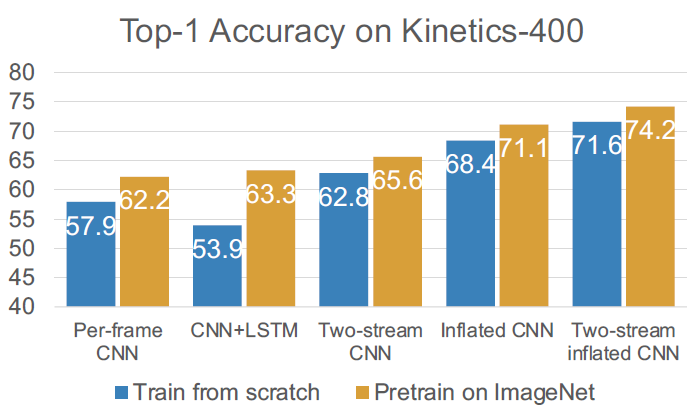 Top-1 Accuracy on Kinetics-400
80
75
70
65
60
55
50
45
40
57.9
62.2
53.9
63.3
62.8
65.6
68.4
71.1
71.6
74.2
Per-frame
CNN
CNN+LSTM
Two-stream
CNN
Inflated CNN
Two-stream
inflated CNN
Train from scratch
Pretrain on ImageNet